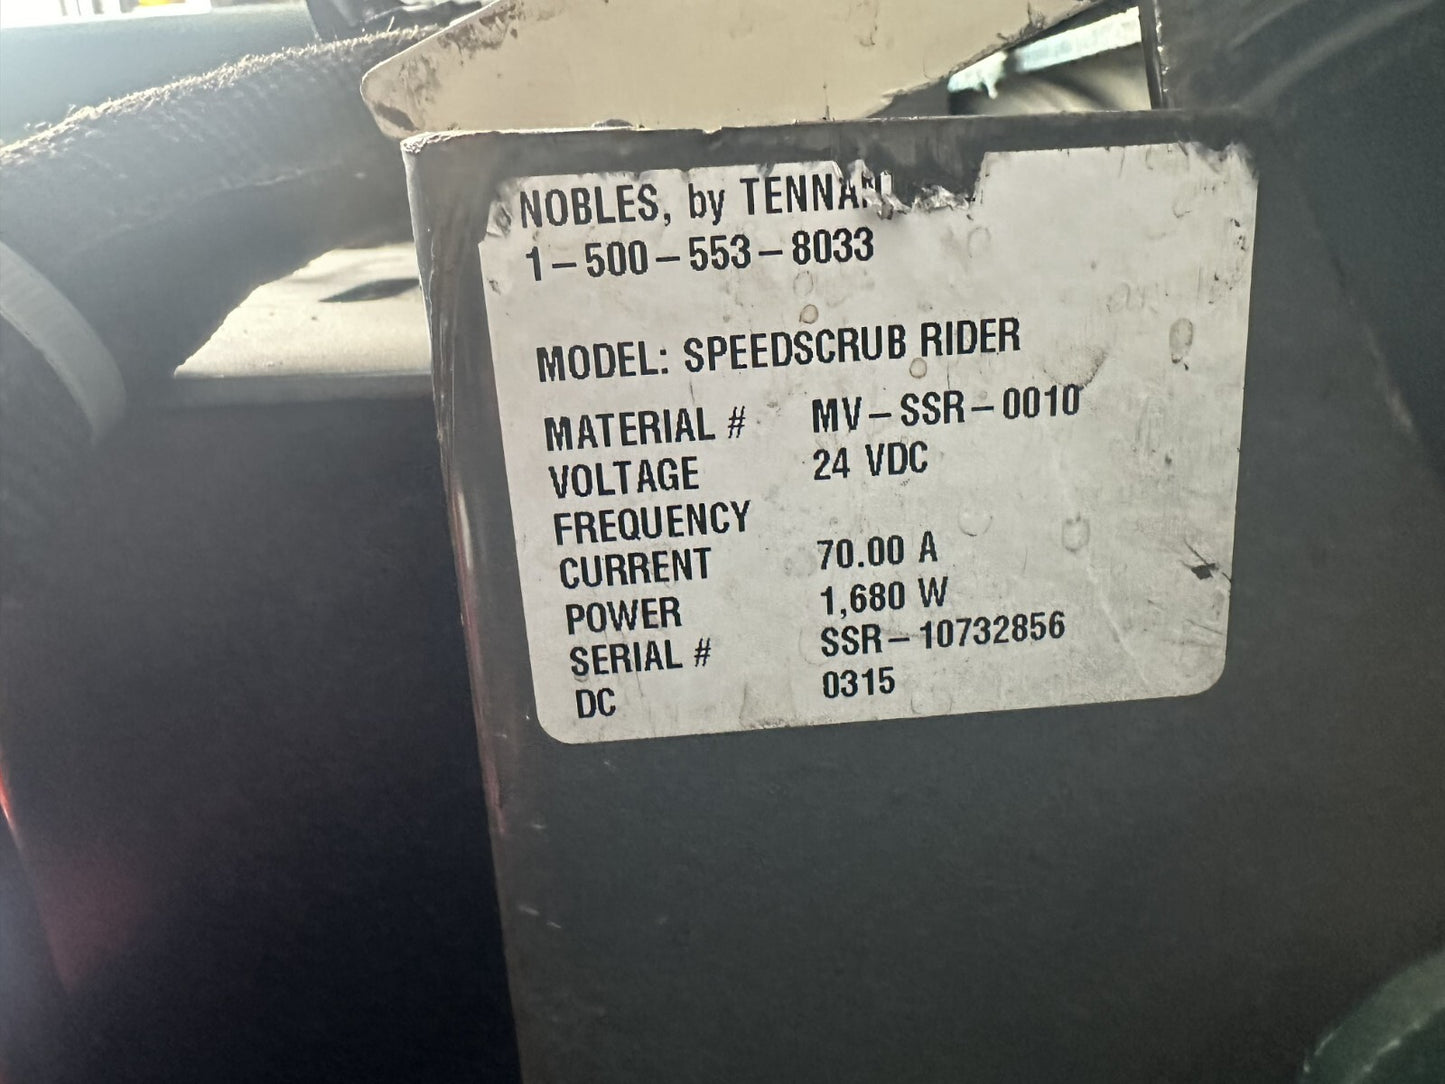 NOBLES, by TENNAN
1-500-553-8033
MODEL: SPEEDSCRUB RIDER
MATERIAL # MV-SSR-0010
VOLTAGE 24 VDC
FREQUENCY
CURRENT 70.00 A
POWER 1,680 W
SERIAL # SSR-10732856
DC 0315